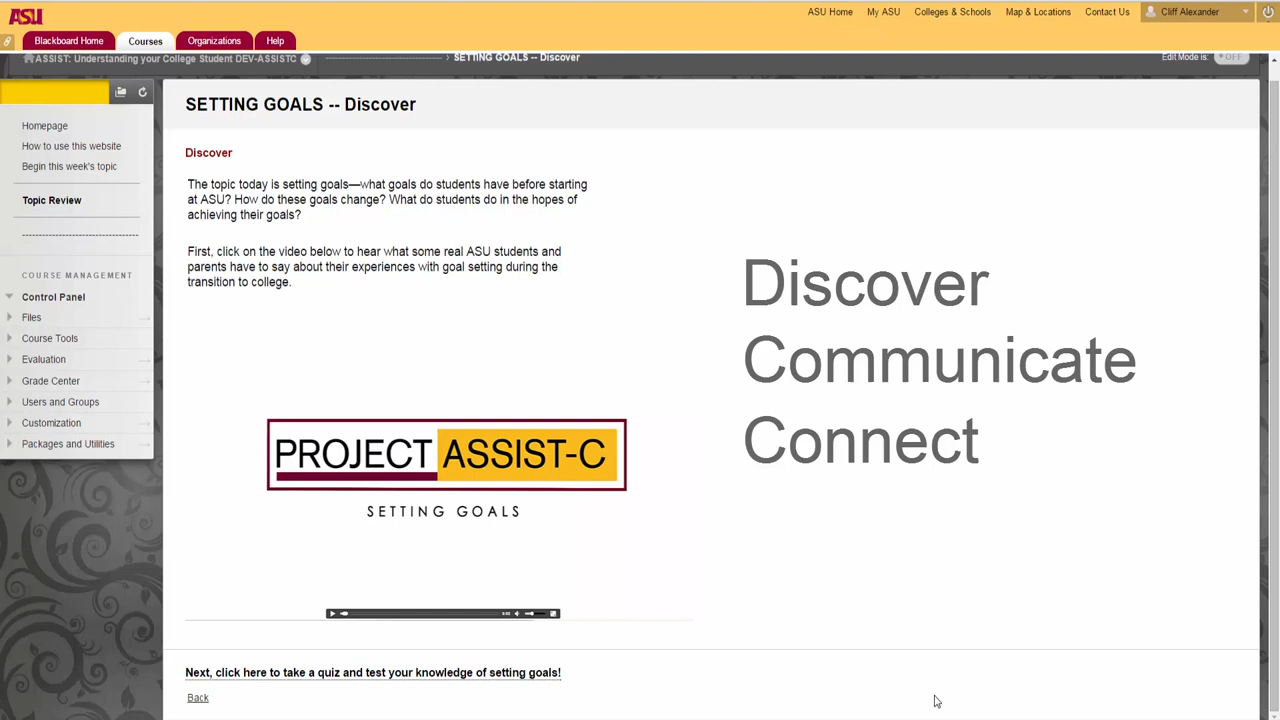 ASU
ASU Home My ASU Colleges & Schools Map & Locations Contact Us Cliff Alexander
Blackboard Home Courses Organizations Help
ASSIST: Understanding your College Student DEV-ASSISTC › SETTING GOALS -- Discover Edit Mode is: OFF
Homepage
How to use this website
Begin this week's topic
Topic Review
COURSE MANAGEMENT
Control Panel
Files
Course Tools
Evaluation
Grade Center
Users and Groups
Customization
Packages and Utilities
SETTING GOALS -- Discover
Discover
The topic today is setting goals—what goals do students have before starting
at ASU? How do these goals change? What do students do in the hopes of
achieving their goals?
First, click on the video below to hear what some real ASU students and
parents have to say about their experiences with goal setting during the
transition to college.
PROJECT ASSIST-C
SETTING GOALS
Discover
Communicate
Connect
Next, click here to take a quiz and test your knowledge of setting goals!
Back